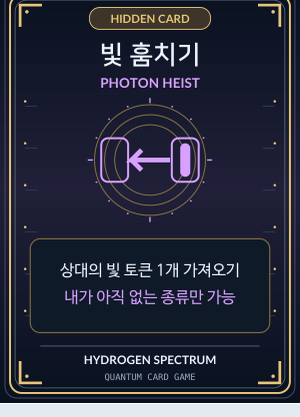 HIDDEN CARD
빛 훔치기
PHOTON HEIST
상대의 빛 토큰 1개 가져오기
내가 아직 없는 종류만 가능
HYDROGEN SPECTRUM
QUANTUM CARD GAME